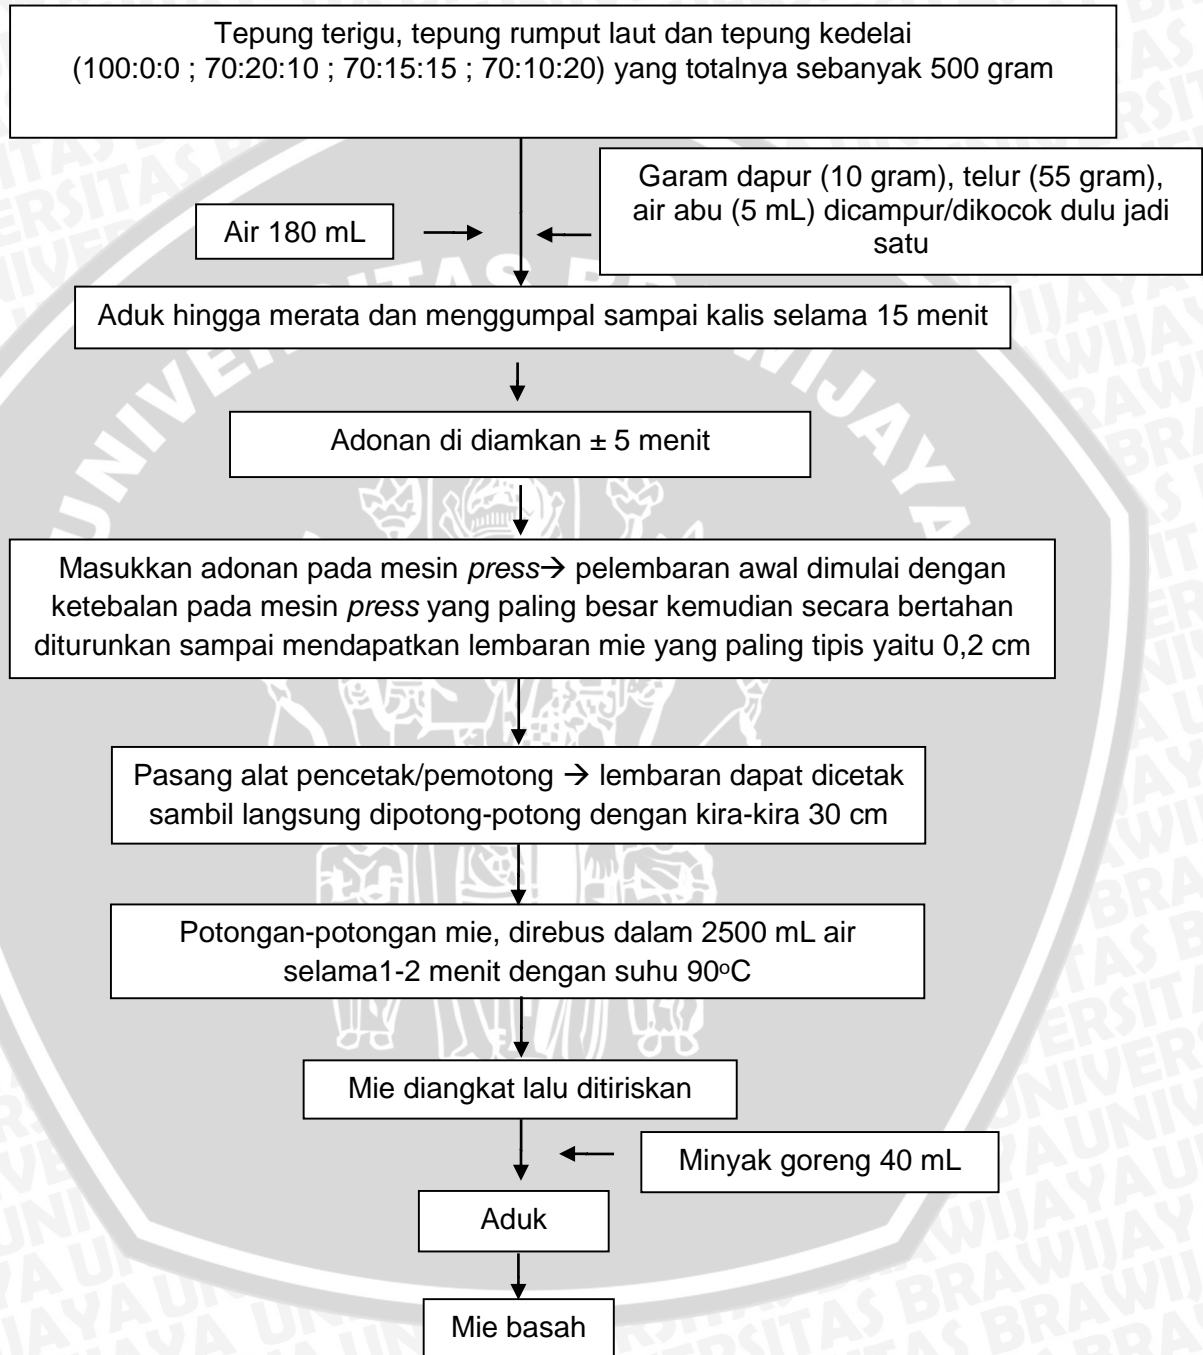 Tepung terigu, tepung rumput laut dan tepung kedelai
(100:0:0 ; 70:20:10 ; 70:15:15 ; 70:10:20) yang totalnya sebanyak 500 gram
Garam dapur (10 gram), telur (55 gram),
air abu (5 mL) dicampur/dikocok dulu jadi
satu
Air 180 mL
Aduk hingga merata dan menggumpal sampai kalis selama 15 menit
Adonan di diamkan ± 5 menit
Masukkan adonan pada mesin press→ pelembaran awal dimulai dengan
ketebalan pada mesin press yang paling besar kemudian secara bertahan
diturunkan sampai mendapatkan lembaran mie yang paling tipis yaitu 0,2 cm
Pasang alat pencetak/pemotong → lembaran dapat dicetak
sambil langsung dipotong-potong dengan kira-kira 30 cm
Potongan-potongan mie, direbus dalam 2500 mL air
selama1-2 menit dengan suhu 90ºC
Mie diangkat lalu ditiriskan
Minyak goreng 40 mL
Aduk
Mie basah
UNIVERSITAS BRAWIJAYA